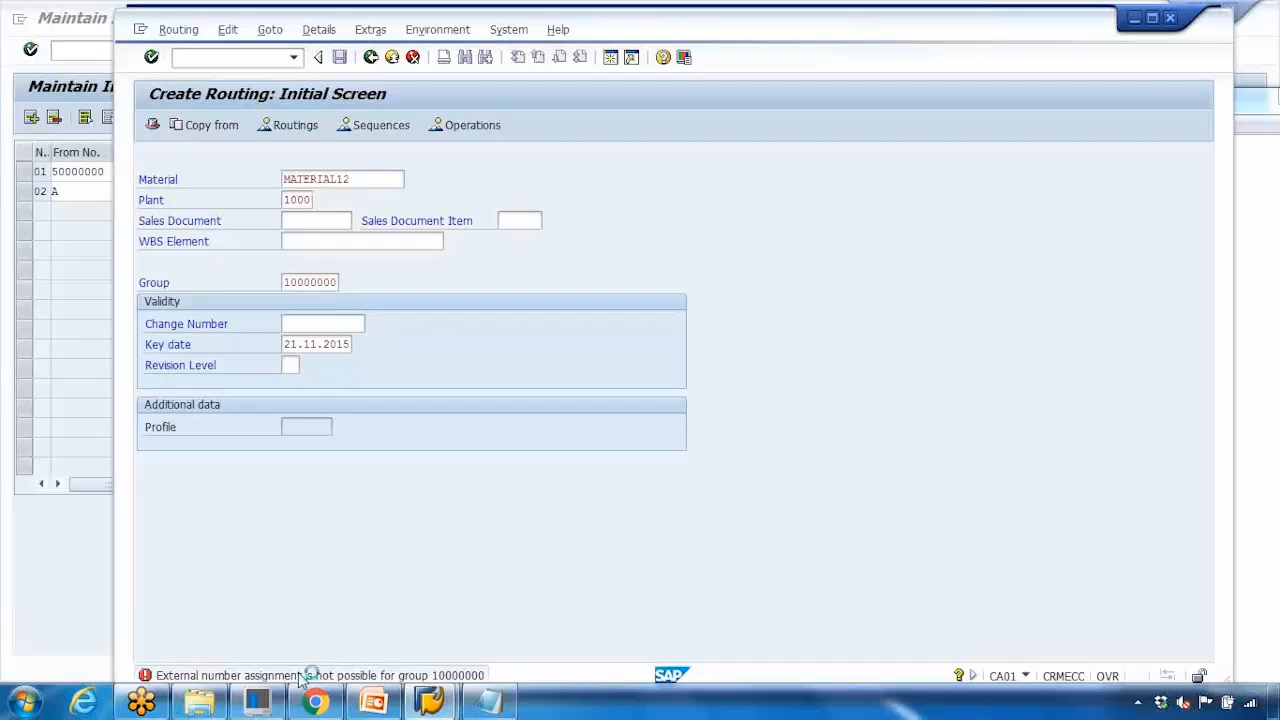 Maintain
Routing Edit Goto Details Extras Environment System Help
Create Routing: Initial Screen
Maintain I
Copy from Routings Sequences Operations
N.. From No.
01 50000000
02 A
Material MATERIAL12
Plant 1000
Sales Document Sales Document Item
WBS Element
Group 10000000
Validity
Change Number
Key date 21.11.2015
Revision Level
Additional data
Profile
External number assignment is not possible for group 10000000
SAP
CA01 CRMECC OVR